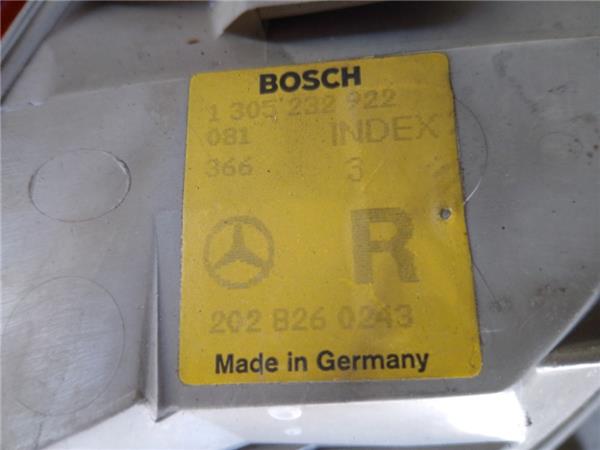 BOSCH
1 305 232 922
081 INDEX
366 3
R
202 826 0243
Made in Germany